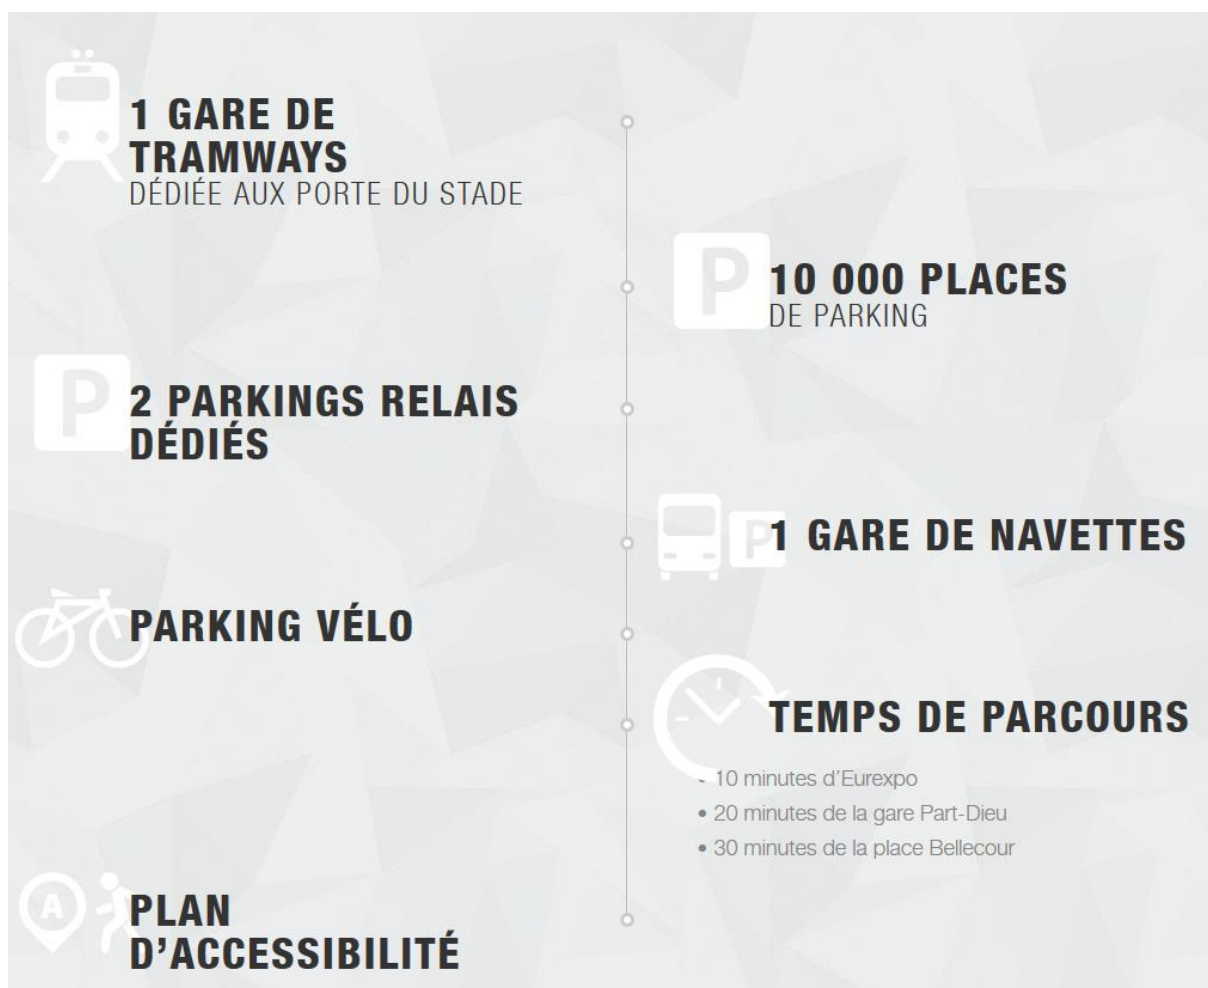 1 GARE DE
TRAMWAYS
DÉDIÉE AUX PORTE DU STADE
P
10 000 PLACES
DE PARKING
P
2 PARKINGS RELAIS
DÉDIÉS
P
1 GARE DE NAVETTES
PARKING VÉLO
TEMPS DE PARCOURS
• 10 minutes d'Eurexpo
• 20 minutes de la gare Part-Dieu
• 30 minutes de la place Bellecour
A
PLAN
D'ACCESSIBILITÉ